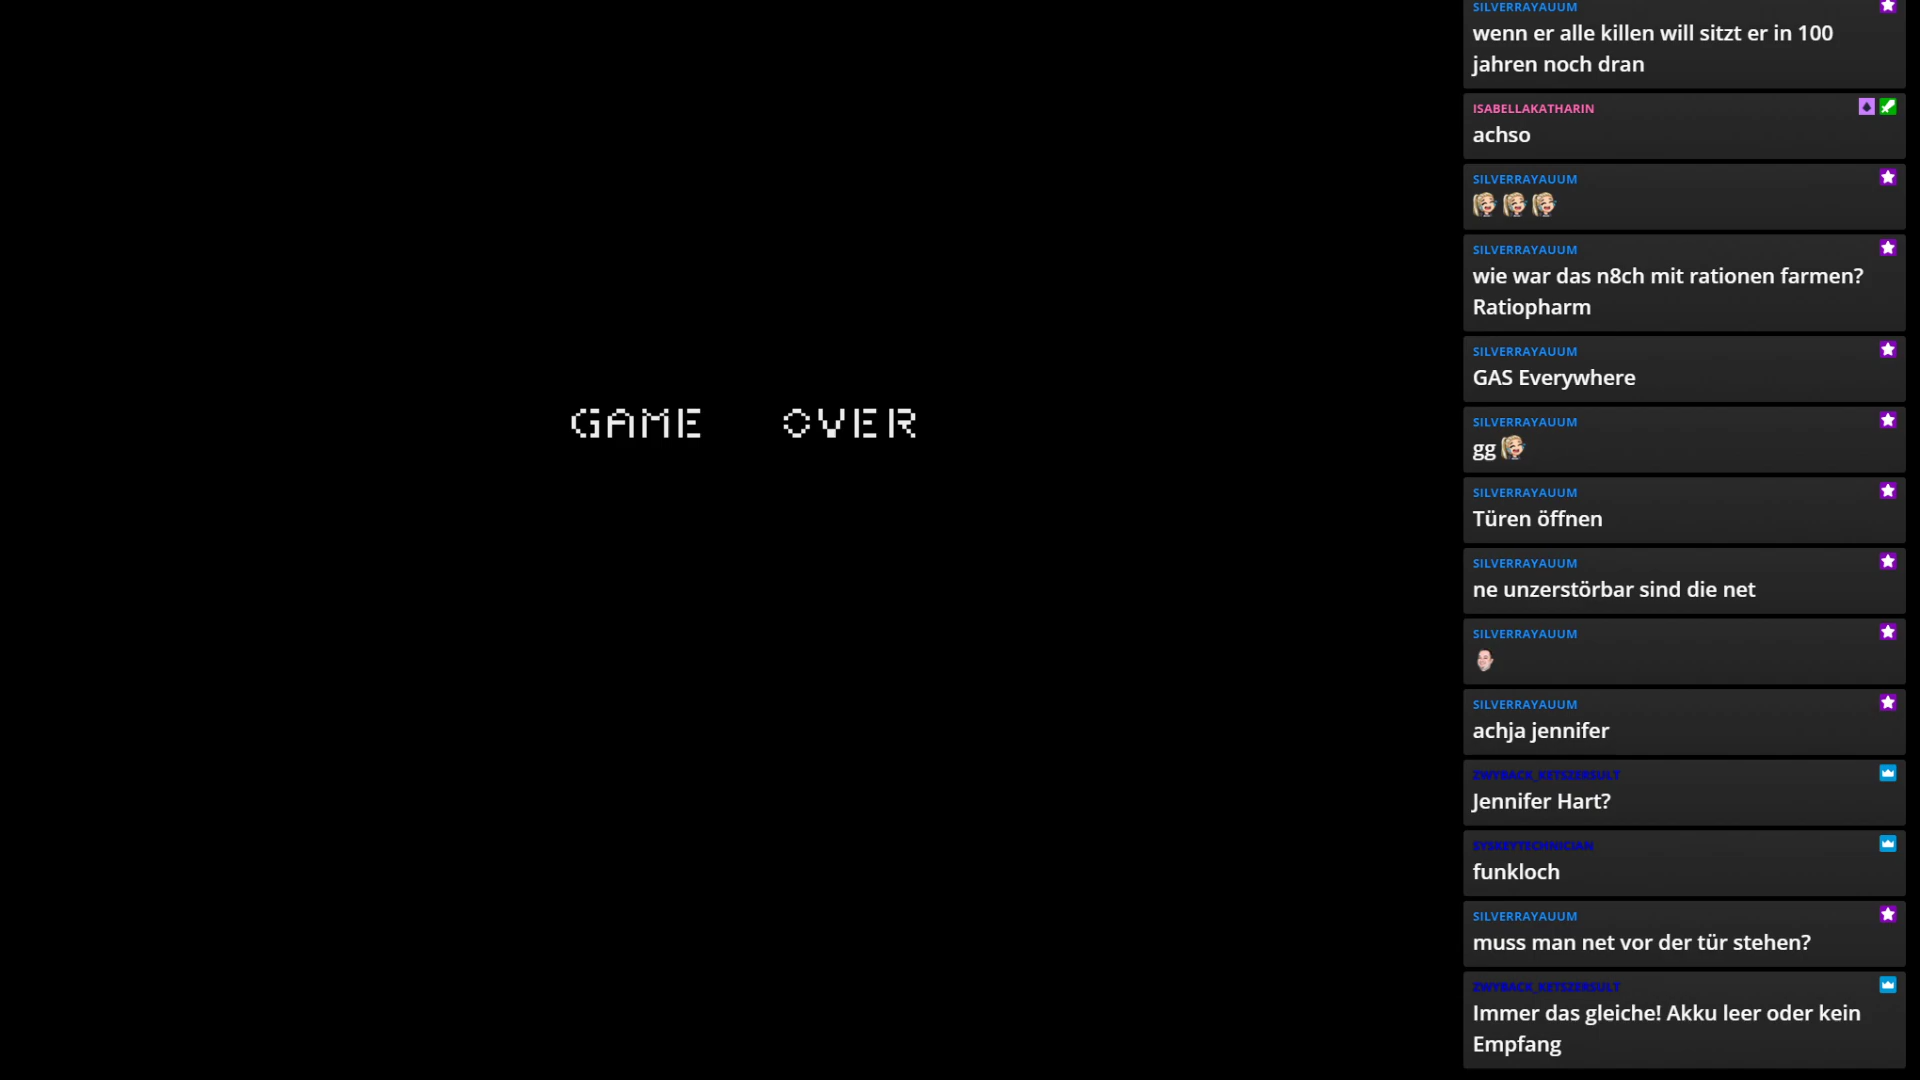 GAME OVER
SILVERRAYAUUM
wenn er alle killen will sitzt er in 100
jahren noch dran
ISABELLAKATHARIN
achso
SILVERRAYAUUM
SILVERRAYAUUM
wie war das n8ch mit rationen farmen?
Ratiopharm
SILVERRAYAUUM
GAS Everywhere
SILVERRAYAUUM
gg
SILVERRAYAUUM
Türen öffnen
SILVERRAYAUUM
ne unzerstörbar sind die net
SILVERRAYAUUM
SILVERRAYAUUM
achja jennifer
ZWYBACK_KETSZERSULT
Jennifer Hart?
SYSKEYTECHNICIAN
funkloch
SILVERRAYAUUM
muss man net vor der tür stehen?
ZWYBACK_KETSZERSULT
Immer das gleiche! Akku leer oder kein
Empfang